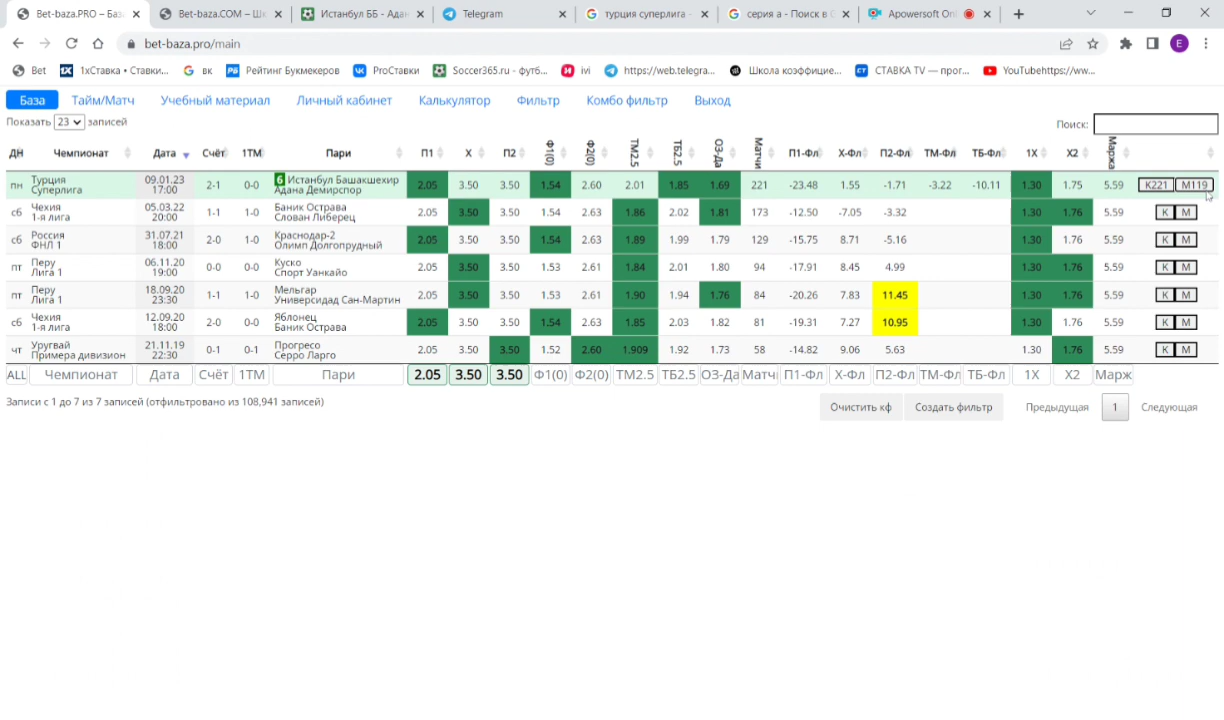 Bet-baza.PRO – Баз
Bet-baza.COM – Ше
Истанбул ББ - Адан
Telegram
турция суперлига -
серия а - Поиск в G
Apowersoft Onl
bet-baza.pro/main
E
Bet
1xСтавка • Ставки...
вк
Рейтинг Букмекеров
ProСтавки
Soccer365.ru - футб...
ivi
https://web.telegra...
Школа коэффицие...
СТАВКА TV — прог...
YouTubehttps://ww...
База Тайм/Матч Учебный материал Личный кабинет Калькулятор Фильтр Комбо фильтр Выход
Показать 23 записей
Поиск:
ДН Чемпионат Дата Счёт 1ТМ Пари П1 X П2 Ф1(0) Ф2(0) ТМ2.5 ТБ2.5 ОЗ-Да Матчи П1-Фл Х-Фл П2-Фл ТМ-Фл ТБ-Фл 1X X2 Маржа
пн Турция Суперлига 09.01.23 17:00 2-1 0-0 6 Истанбул Башакшехир Адана Демирспор 2.05 3.50 3.50 1.54 2.60 2.01 1.85 1.69 221 -23.48 1.55 -1.71 -3.22 -10.11 1.30 1.75 5.59 K221 M119
сб Чехия 1-я лига 05.03.22 20:00 1-1 1-0 Баник Острава Слован Либерец 2.05 3.50 3.50 1.54 2.63 1.86 2.02 1.81 173 -12.50 -7.05 -3.32 1.30 1.76 5.59 K M
сб Россия ФНЛ 1 31.07.21 18:00 2-0 1-0 Краснодар-2 Олимп Долгопрудный 2.05 3.50 3.50 1.54 2.63 1.89 1.99 1.79 129 -15.75 8.71 -5.16 1.30 1.76 5.59 K M
пт Перу Лига 1 06.11.20 19:00 0-0 0-0 Куско Спорт Уанкайо 2.05 3.50 3.50 1.53 2.61 1.84 2.01 1.80 94 -17.91 8.45 4.99 1.30 1.76 5.59 K M
пт Перу Лига 1 18.09.20 23:30 1-1 1-0 Мельгар Универсидад Сан-Мартин 2.05 3.50 3.50 1.53 2.61 1.90 1.94 1.76 84 -20.26 7.83 11.45 1.30 1.76 5.59 K M
сб Чехия 1-я лига 12.09.20 18:00 2-0 1-0 Яблонец Баник Острава 2.05 3.50 3.50 1.54 2.63 1.85 2.03 1.82 81 -19.31 7.27 10.95 1.30 1.76 5.59 K M
чт Уругвай Примера дивизион 21.11.19 22:30 0-1 0-1 Прогресо Серро Ларго 2.05 3.50 3.50 1.52 2.60 1.909 1.92 1.73 58 -14.82 9.06 5.63 1.30 1.76 5.59 K M
ALL Чемпионат Дата Счёт 1ТМ Пари 2.05 3.50 3.50 Ф1(0) Ф2(0) ТМ2.5 ТБ2.5 ОЗ-Да Матчи П1-Фл Х-Фл П2-Фл ТМ-Фл ТБ-Фл 1X X2 Марж
Записи с 1 до 7 из 7 записей (отфильтровано из 108,941 записей)
Очистить кф Создать фильтр Предыдущая 1 Следующая